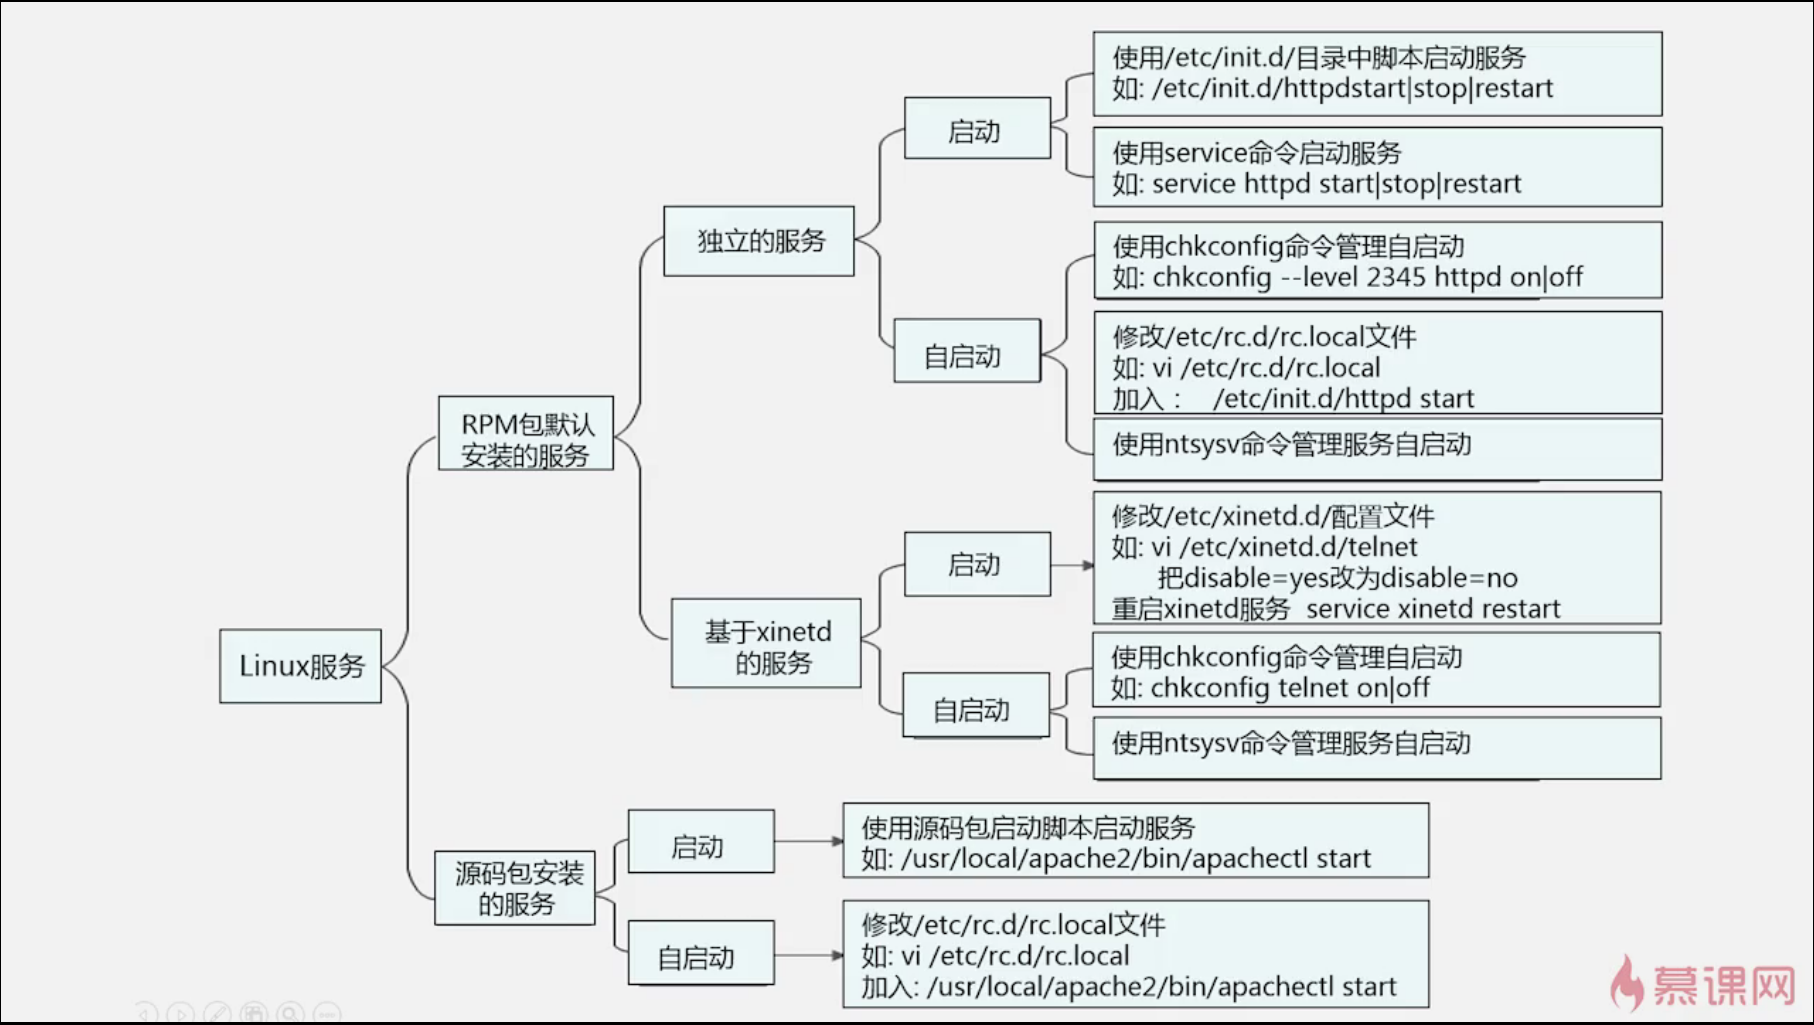 使用/etc/init.d/目录中脚本启动服务
如: /etc/init.d/httpdstart|stop|restart
启动
使用service命令启动服务
如: service httpd start|stop|restart
独立的服务
使用chkconfig命令管理自启动
如: chkconfig --level 2345 httpd on|off
自启动
修改/etc/rc.d/rc.local文件
如: vi /etc/rc.d/rc.local
加入： /etc/init.d/httpd start
使用ntsysv命令管理服务自启动
RPM包默认
安装的服务
启动
修改/etc/xinetd.d/配置文件
如: vi /etc/xinetd.d/telnet
把disable=yes改为disable=no
重启xinetd服务 service xinetd restart
基于xinetd
的服务
使用chkconfig命令管理自启动
如: chkconfig telnet on|off
自启动
使用ntsysv命令管理服务自启动
Linux服务
启动
使用源码包启动脚本启动服务
如: /usr/local/apache2/bin/apachectl start
源码包安装
的服务
自启动
修改/etc/rc.d/rc.local文件
如: vi /etc/rc.d/rc.local
加入: /usr/local/apache2/bin/apachectl start
慕课网